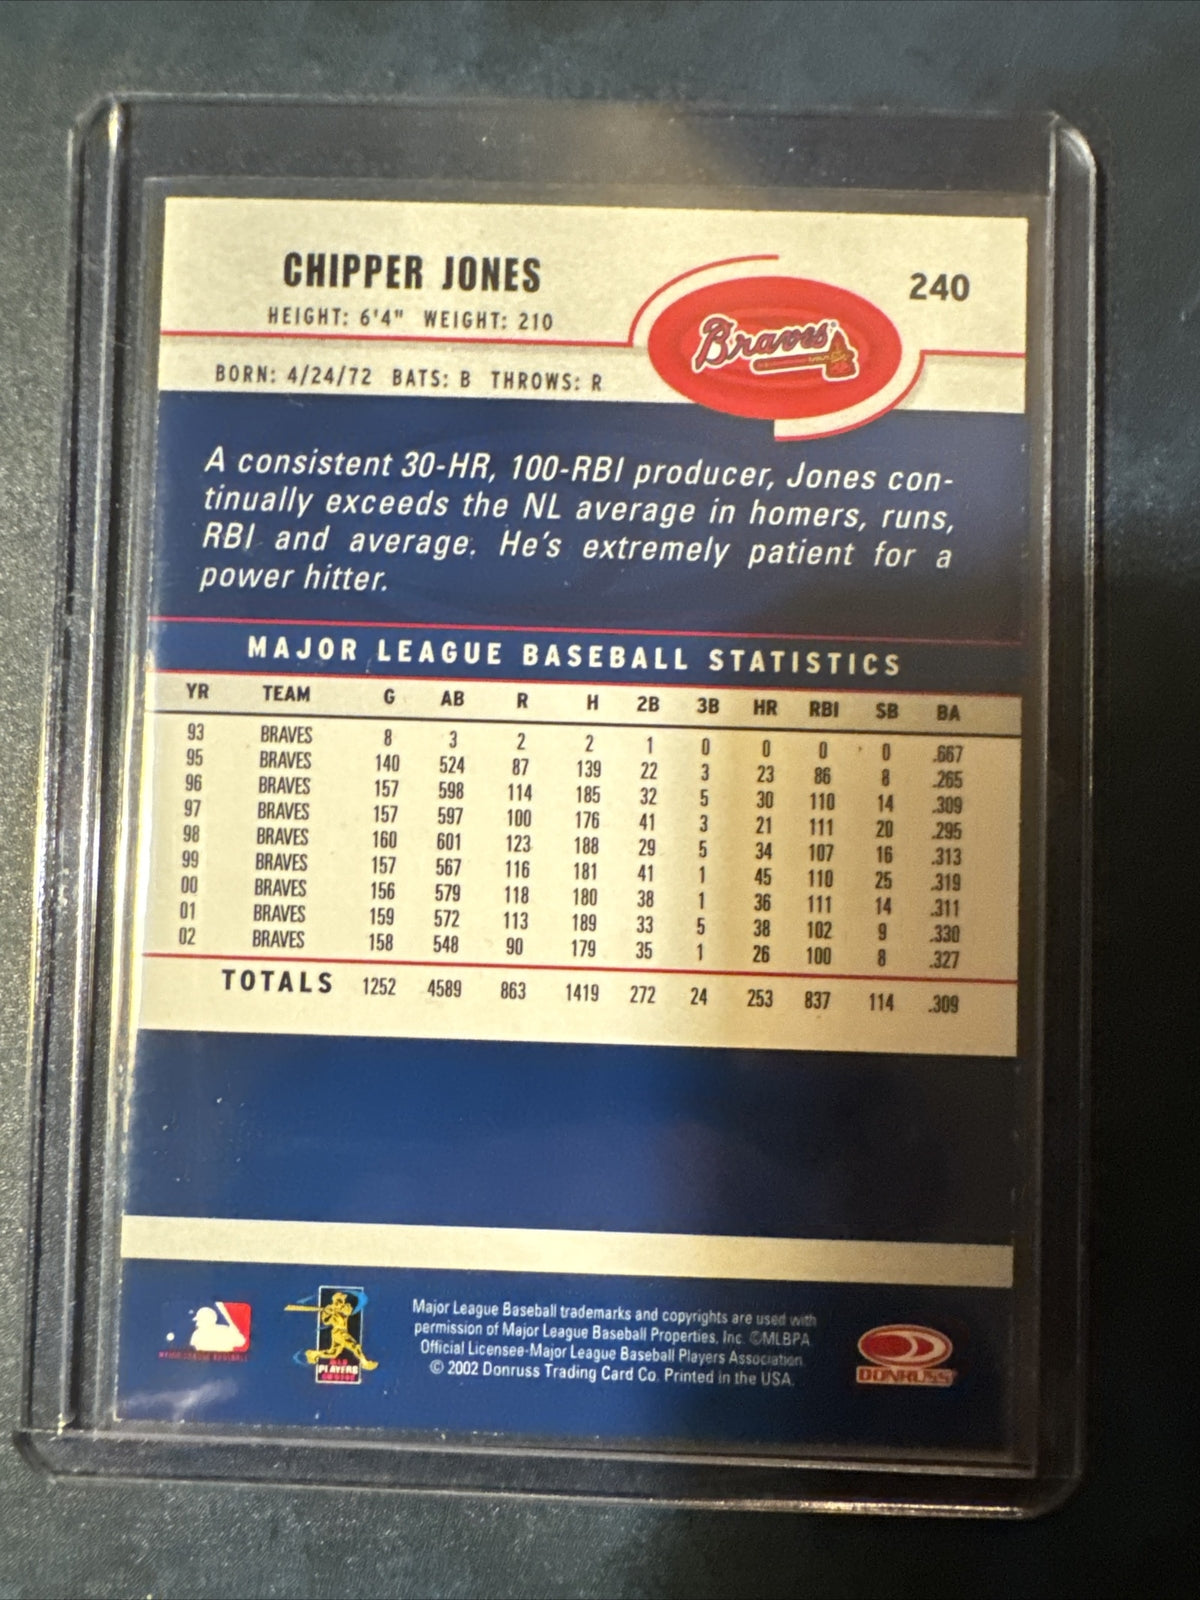 CHIPPER JONES
240
HEIGHT: 6'4" WEIGHT: 210
Braves
BORN: 4/24/72 BATS: B THROWS: R
A consistent 30-HR, 100-RBI producer, Jones con-
tinually exceeds the NL average in homers, runs,
RBI and average. He's extremely patient for a
power hitter.
MAJOR LEAGUE BASEBALL STATISTICS
YR TEAM G AB R H 2B 3B HR RBI SB BA
93 BRAVES 8 3 2 2 1 0 0 0 0 .667
95 BRAVES 140 524 87 139 22 3 23 86 8 .265
96 BRAVES 157 598 114 185 32 5 30 110 14 .309
97 BRAVES 157 597 100 176 41 3 21 111 20 .295
98 BRAVES 160 601 123 188 29 5 34 107 16 .313
99 BRAVES 157 567 116 181 41 1 45 110 25 .319
00 BRAVES 156 579 118 180 38 1 36 111 14 .311
01 BRAVES 159 572 113 189 33 5 38 102 9 .330
02 BRAVES 158 548 90 179 35 1 26 100 8 .327
TOTALS 1252 4589 863 1419 272 24 253 837 114 .309
Major League Baseball trademarks and copyrights are used with
permission of Major League Baseball Properties, Inc. ©MLBPA
Official Licensee-Major League Baseball Players Association
© 2002 Donruss Trading Card Co. Printed in the USA.
MAJOR LEAGUE BASEBALL
PLAYERS
DONRUSS